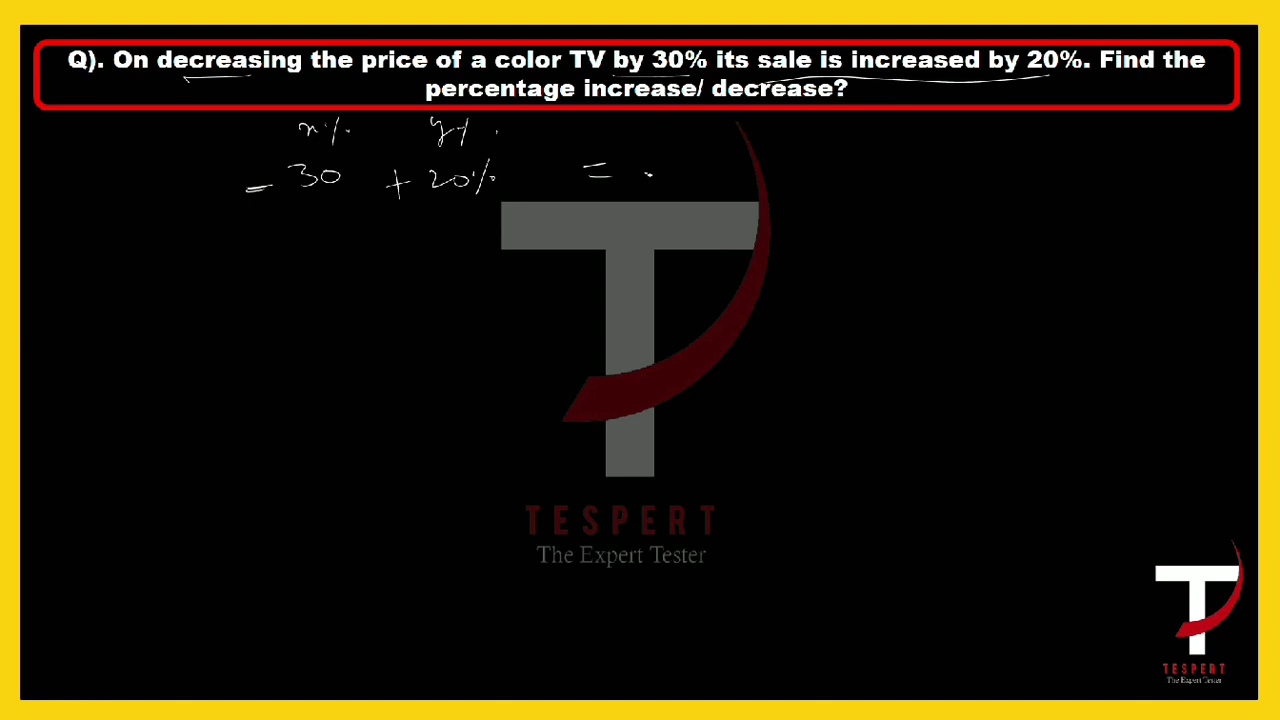 Q). On decreasing the price of a color TV by 30% its sale is increased by 20%. Find the
percentage increase/ decrease?
x% y%.
- 30 + 20% = .
TESPERT
The Expert Tester
TESPERT
The Expert Tester